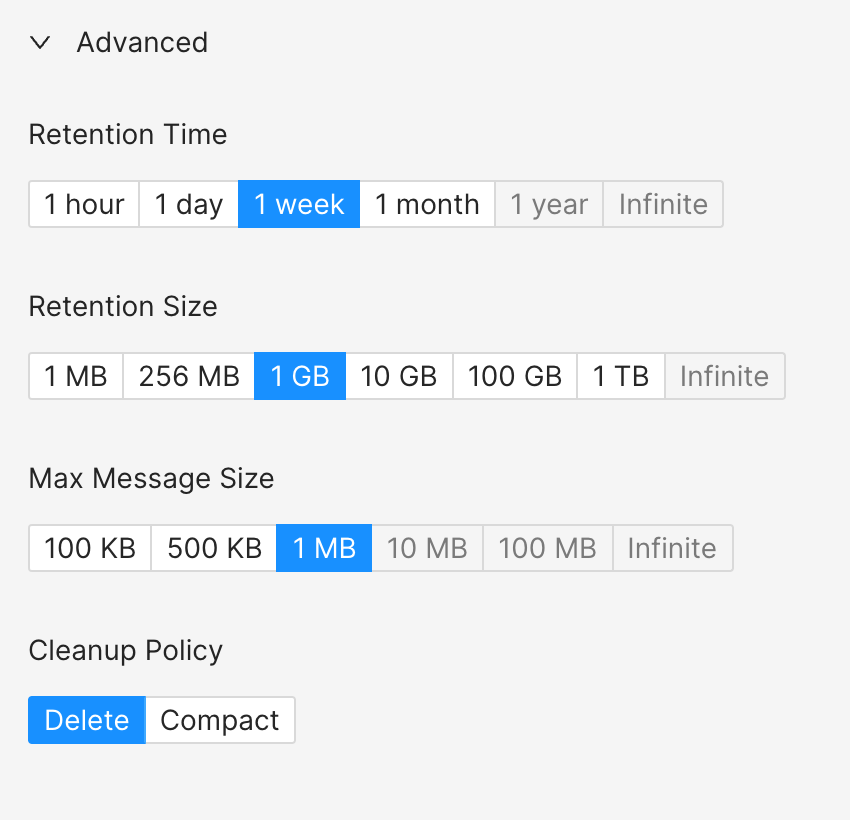 Advanced
Retention Time
1 hour 1 day 1 week 1 month 1 year Infinite
Retention Size
1 MB 256 MB 1 GB 10 GB 100 GB 1 TB Infinite
Max Message Size
100 KB 500 KB 1 MB 10 MB 100 MB Infinite
Cleanup Policy
Delete Compact